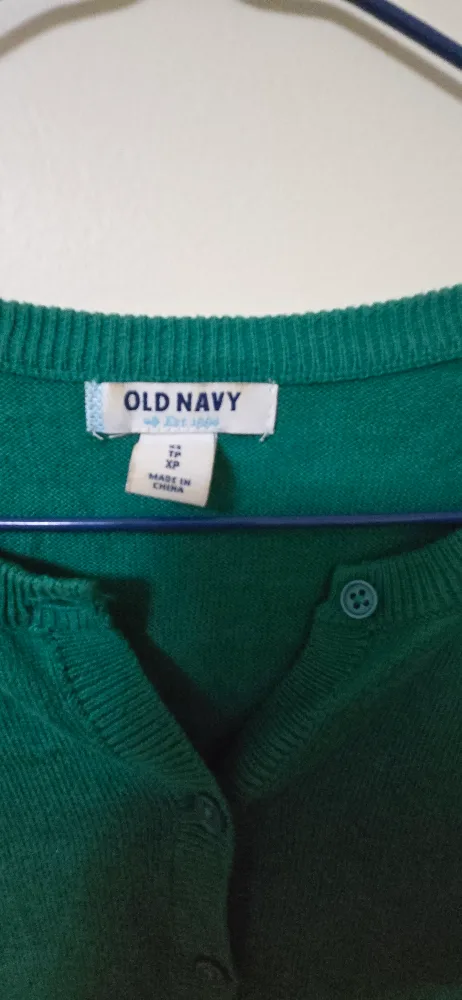 OLD NAVY
Est. 1994
TP
XP
MADE IN
CHINA